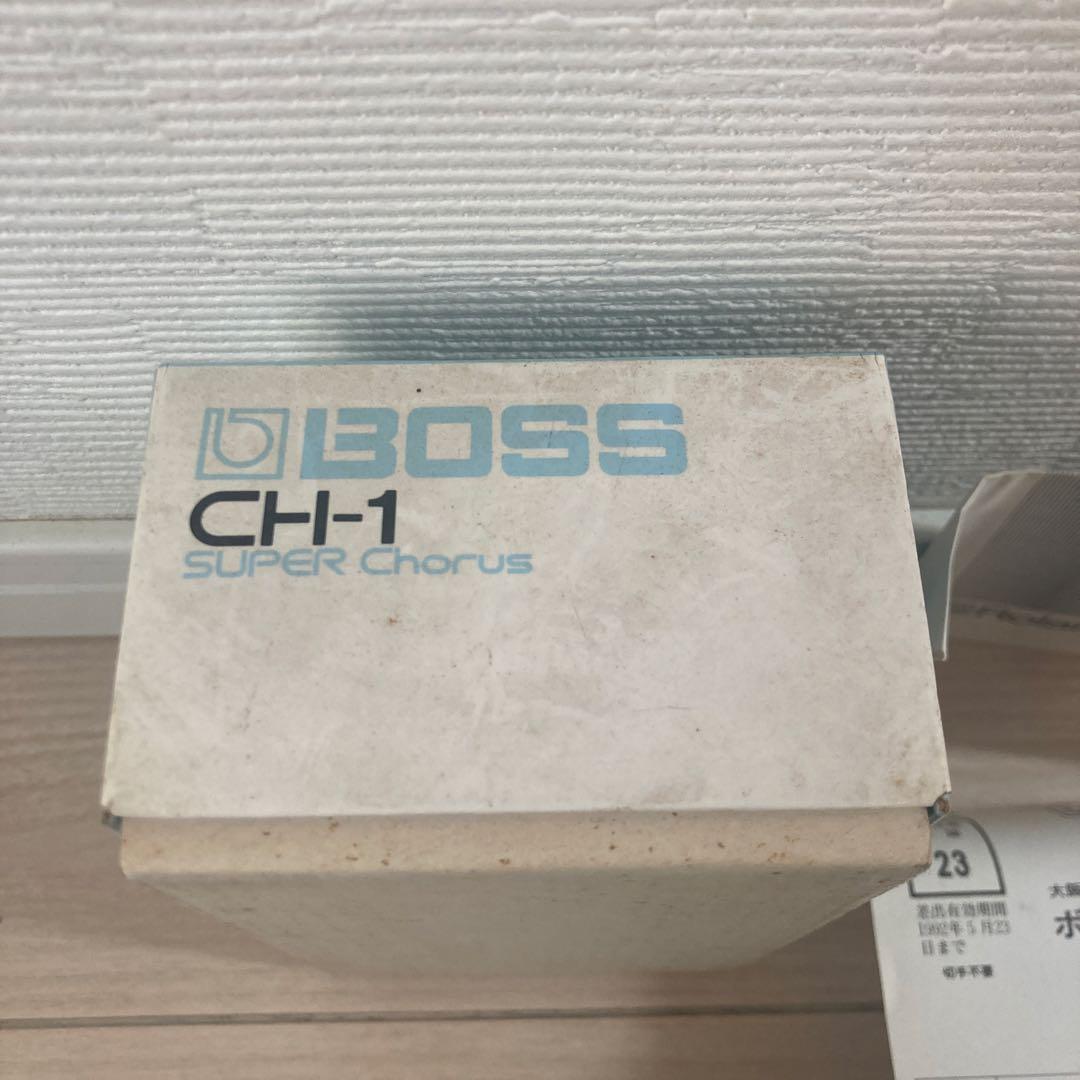 BOSS
CH-1
SUPER Chorus
23
差出有効期間
1992年5月23
日まで
切手不要
大阪
ボ